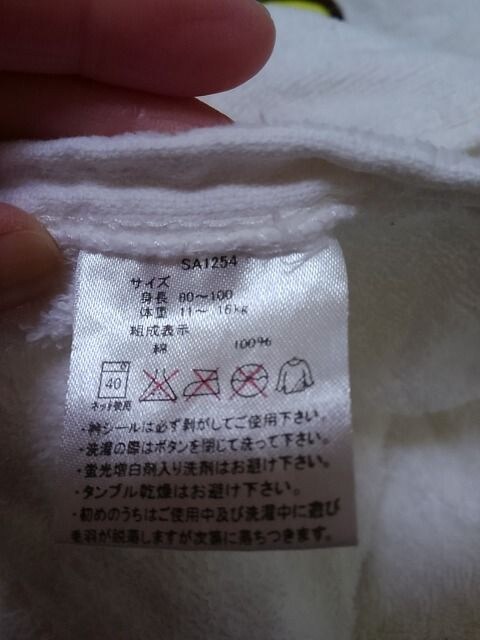 SA1254
サイズ
身長 80～100
体重 11～ 16kg
組成表示
綿 100%
40
ネット使用
・衿シールは必ず剥がしてご使用下さい。
・洗濯の際はボタンを閉じて洗って下さい。
・蛍光増白剤入り洗剤はお避け下さい。
・タンブル乾燥はお避け下さい。
・初めのうちはご使用中及び洗濯中に遊び
毛羽が脱落しますが次第に落ちつきます。